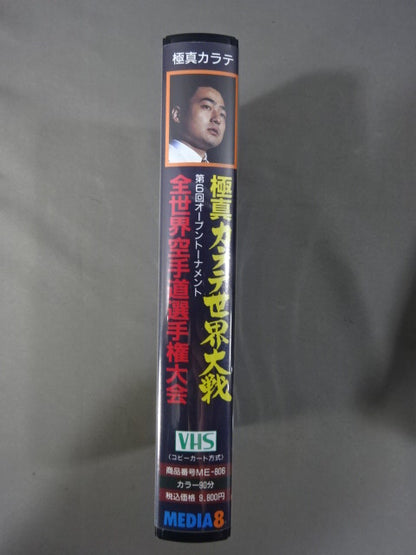 極真カラテ
極真カラテ世界大戦
第6回オープントーナメント
全世界空手道選手権大会
VHS
(コピーガード方式)
商品番号ME-806
カラー90分
税込価格 9,800円
MEDIA8